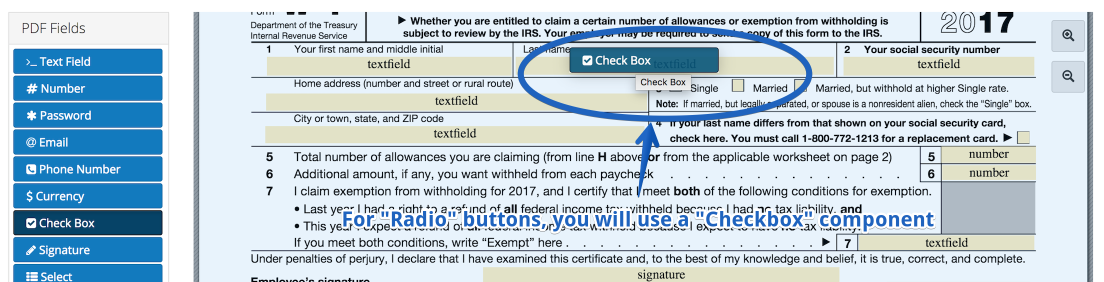 PDF Fields
>_ Text Field
# Number
Password
@ Email
Phone Number
$ Currency
Check Box
Signature
Select
Department of the Treasury
Internal Revenue Service
▶ Whether you are entitled to claim a certain number of allowances or exemption from withholding is
subject to review by the IRS. Your employer may be required to send a copy of this form to the IRS.
2017
1 Your first name and middle initial
Last name
2 Your social security number
textfield
Check Box
textfield
textfield
Check Box
Home address (number and street or rural route)
Single Married Married, but withhold at higher Single rate.
textfield
Note: If married, but legally separated, or spouse is a nonresident alien, check the "Single" box.
City or town, state, and ZIP code
4 If your last name differs from that shown on your social security card,
textfield
check here. You must call 1-800-772-1213 for a replacement card. ▶
5 Total number of allowances you are claiming (from line H above or from the applicable worksheet on page 2) 5 number
6 Additional amount, if any, you want withheld from each paycheck 6 number
7 I claim exemption from withholding for 2017, and I certify that I meet both of the following conditions for exemption.
• Last year I had a right to a refund of all federal income tax withheld because I had no tax liability, and
For "Radio" buttons, you will use a "Checkbox" component
• This year I expect a refund of all federal income tax withheld because I expect
If you meet both conditions, write “Exempt” here . . . . . . . . . . . . . . . ▶ 7 textfield
Under penalties of perjury, I declare that I have examined this certificate and, to the best of my knowledge and belief, it is true, correct, and complete.
signature
Employee's signature